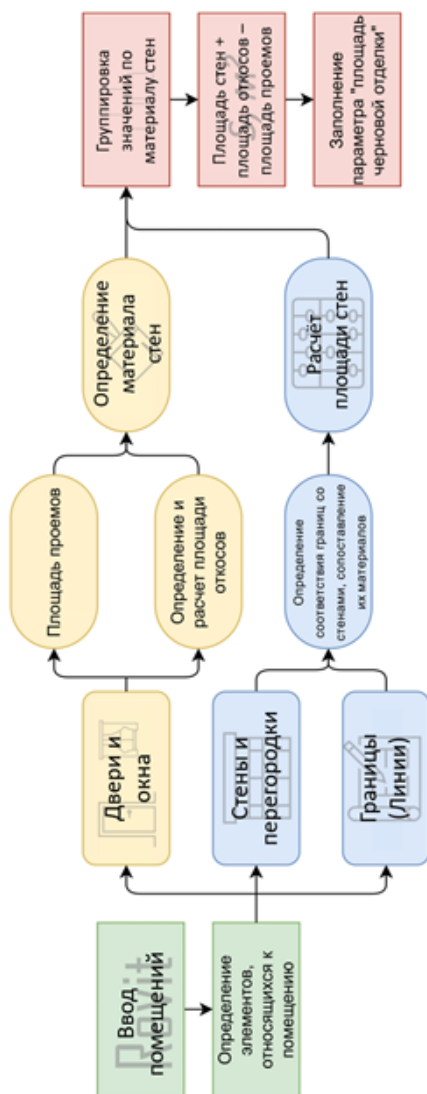 Ввод
помещений
Revit
Определение
элементов,
относящихся к
помещению
Двери и
окна
Стены и
перегородки
Границы
(Линии)
Площадь проемов
Определение и
расчет площади
откосов
Определение
соответствия границ со
стенами, сопоставление
их материалов
Определение
материала
стен
Расчёт
площади стен
Группировка
значений по
материалу стен
Площадь стен +
площадь откосов –
площадь проемов
Заполнение
параметра "площадь
черновой отделки"